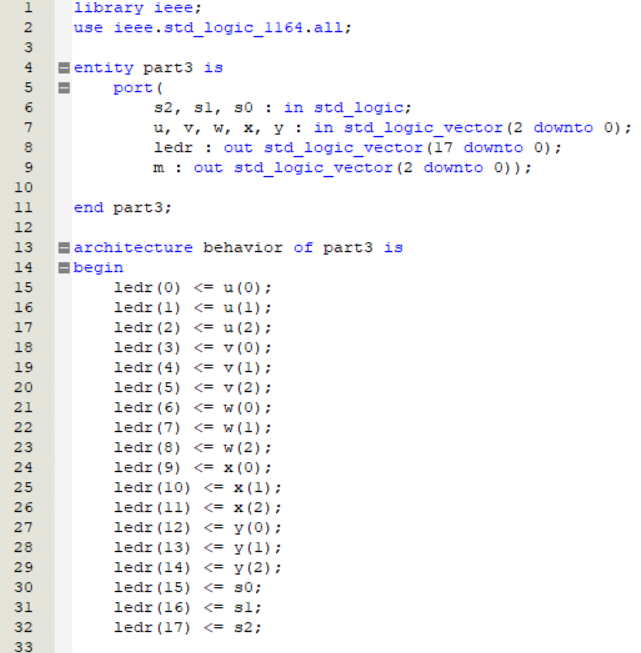 1 library ieee;
2 use ieee.std_logic_1164.all;
3
4 entity part3 is
5 port(
6 s2, s1, s0 : in std_logic;
7 u, v, w, x, y : in std_logic_vector(2 downto 0);
8 ledr : out std_logic_vector(17 downto 0);
9 m : out std_logic_vector(2 downto 0));
10
11 end part3;
12
13 architecture behavior of part3 is
14 begin
15 ledr(0) <= u(0);
16 ledr(1) <= u(1);
17 ledr(2) <= u(2);
18 ledr(3) <= v(0);
19 ledr(4) <= v(1);
20 ledr(5) <= v(2);
21 ledr(6) <= w(0);
22 ledr(7) <= w(1);
23 ledr(8) <= w(2);
24 ledr(9) <= x(0);
25 ledr(10) <= x(1);
26 ledr(11) <= x(2);
27 ledr(12) <= y(0);
28 ledr(13) <= y(1);
29 ledr(14) <= y(2);
30 ledr(15) <= s0;
31 ledr(16) <= s1;
32 ledr(17) <= s2;
33